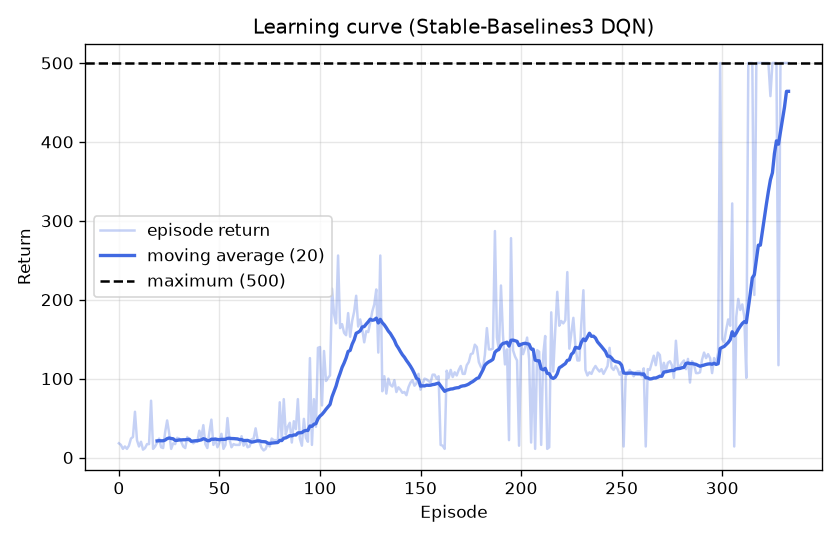 Learning curve (Stable-Baselines3 DQN)
Return
500
400
300
200
100
0
episode return
moving average (20)
maximum (500)
0 50 100 150 200 250 300
Episode